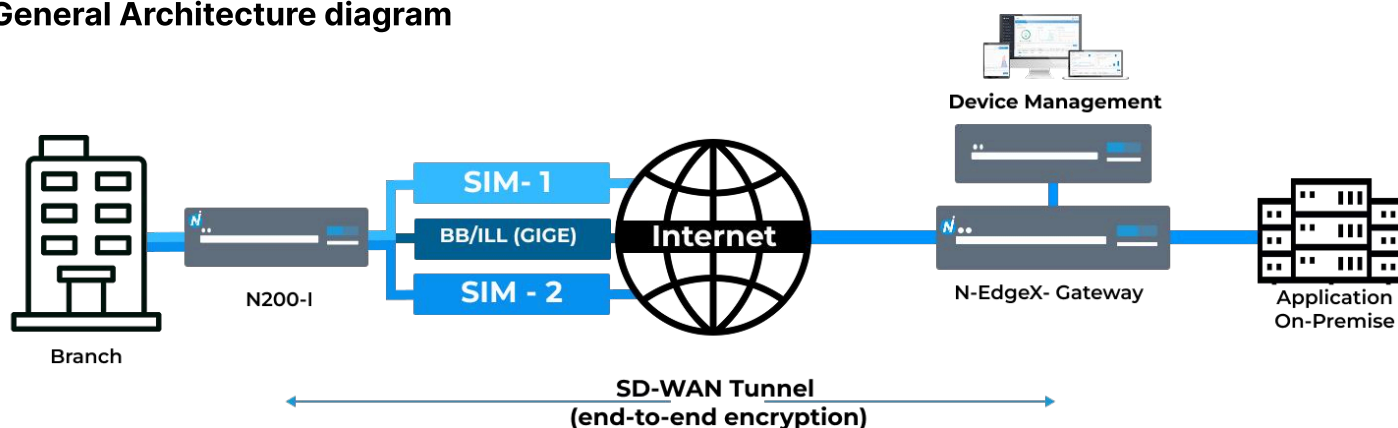 General Architecture diagram
Device Management
SIM- 1
BB/ILL (GIGE)
SIM - 2
Internet
N200-I
N-EdgeX- Gateway
Branch
Application
On-Premise
SD-WAN Tunnel
(end-to-end encryption)